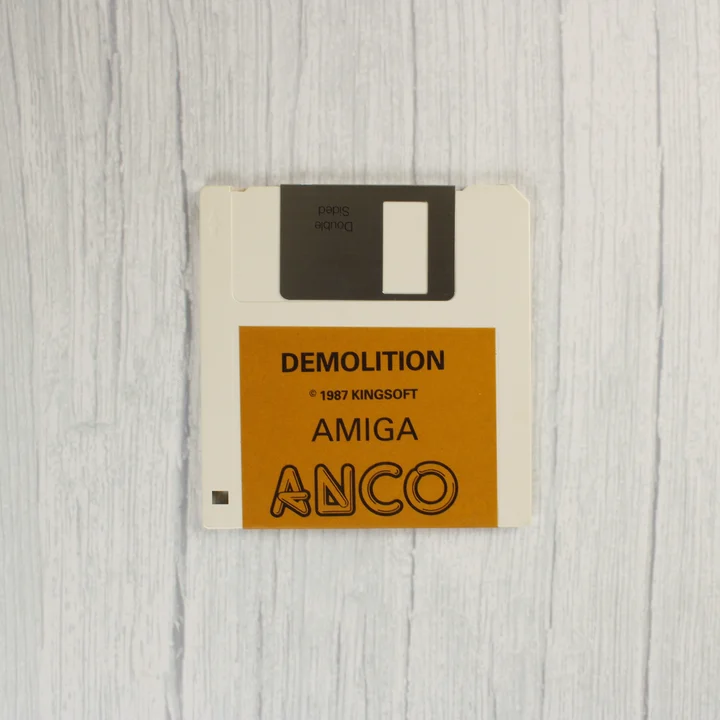 Double
Sided
DEMOLITION
© 1987 KINGSOFT
AMIGA
ANCO